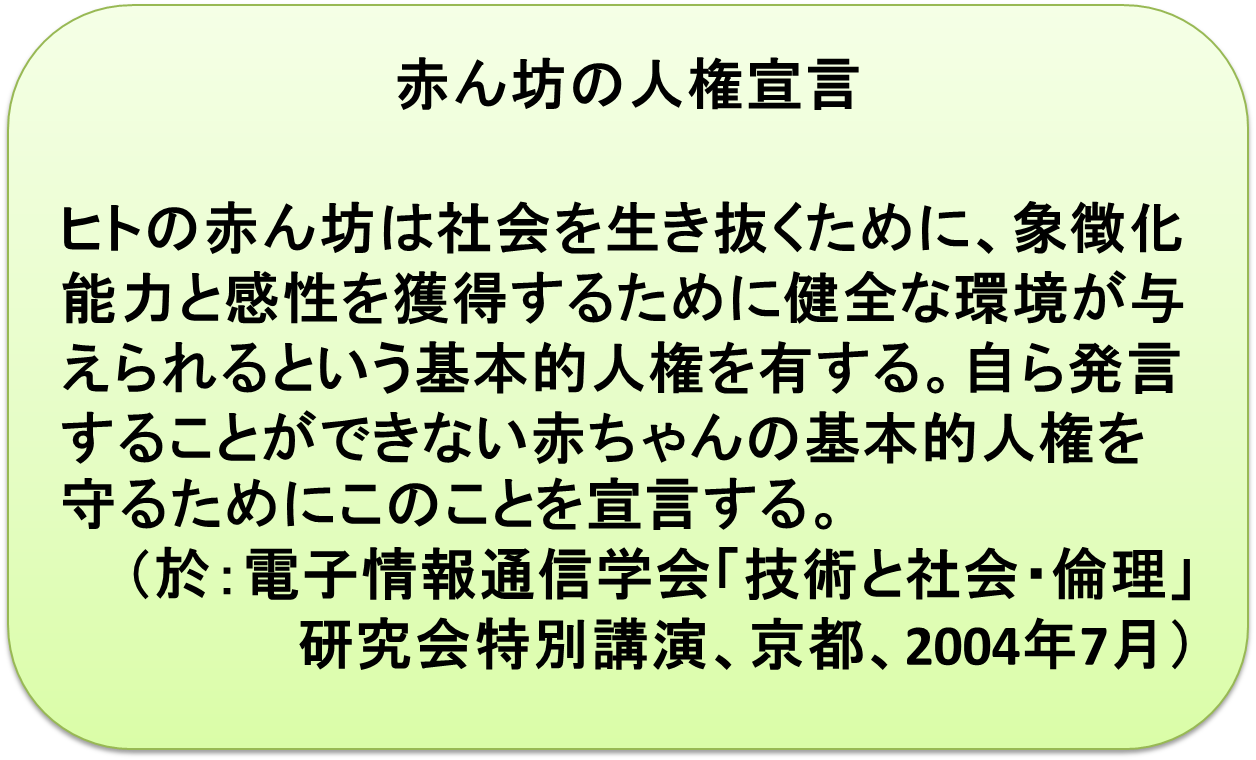 赤ん坊の人権宣言
ヒトの赤ん坊は社会を生き抜くために、象徴化
能力と感性を獲得するために健全な環境が与
えられるという基本的人権を有する。自ら発言
することができない赤ちゃんの基本的人権を
守るためにこのことを宣言する。
（於：電子情報通信学会「技術と社会・倫理」
研究会特別講演、京都、2004年7月）